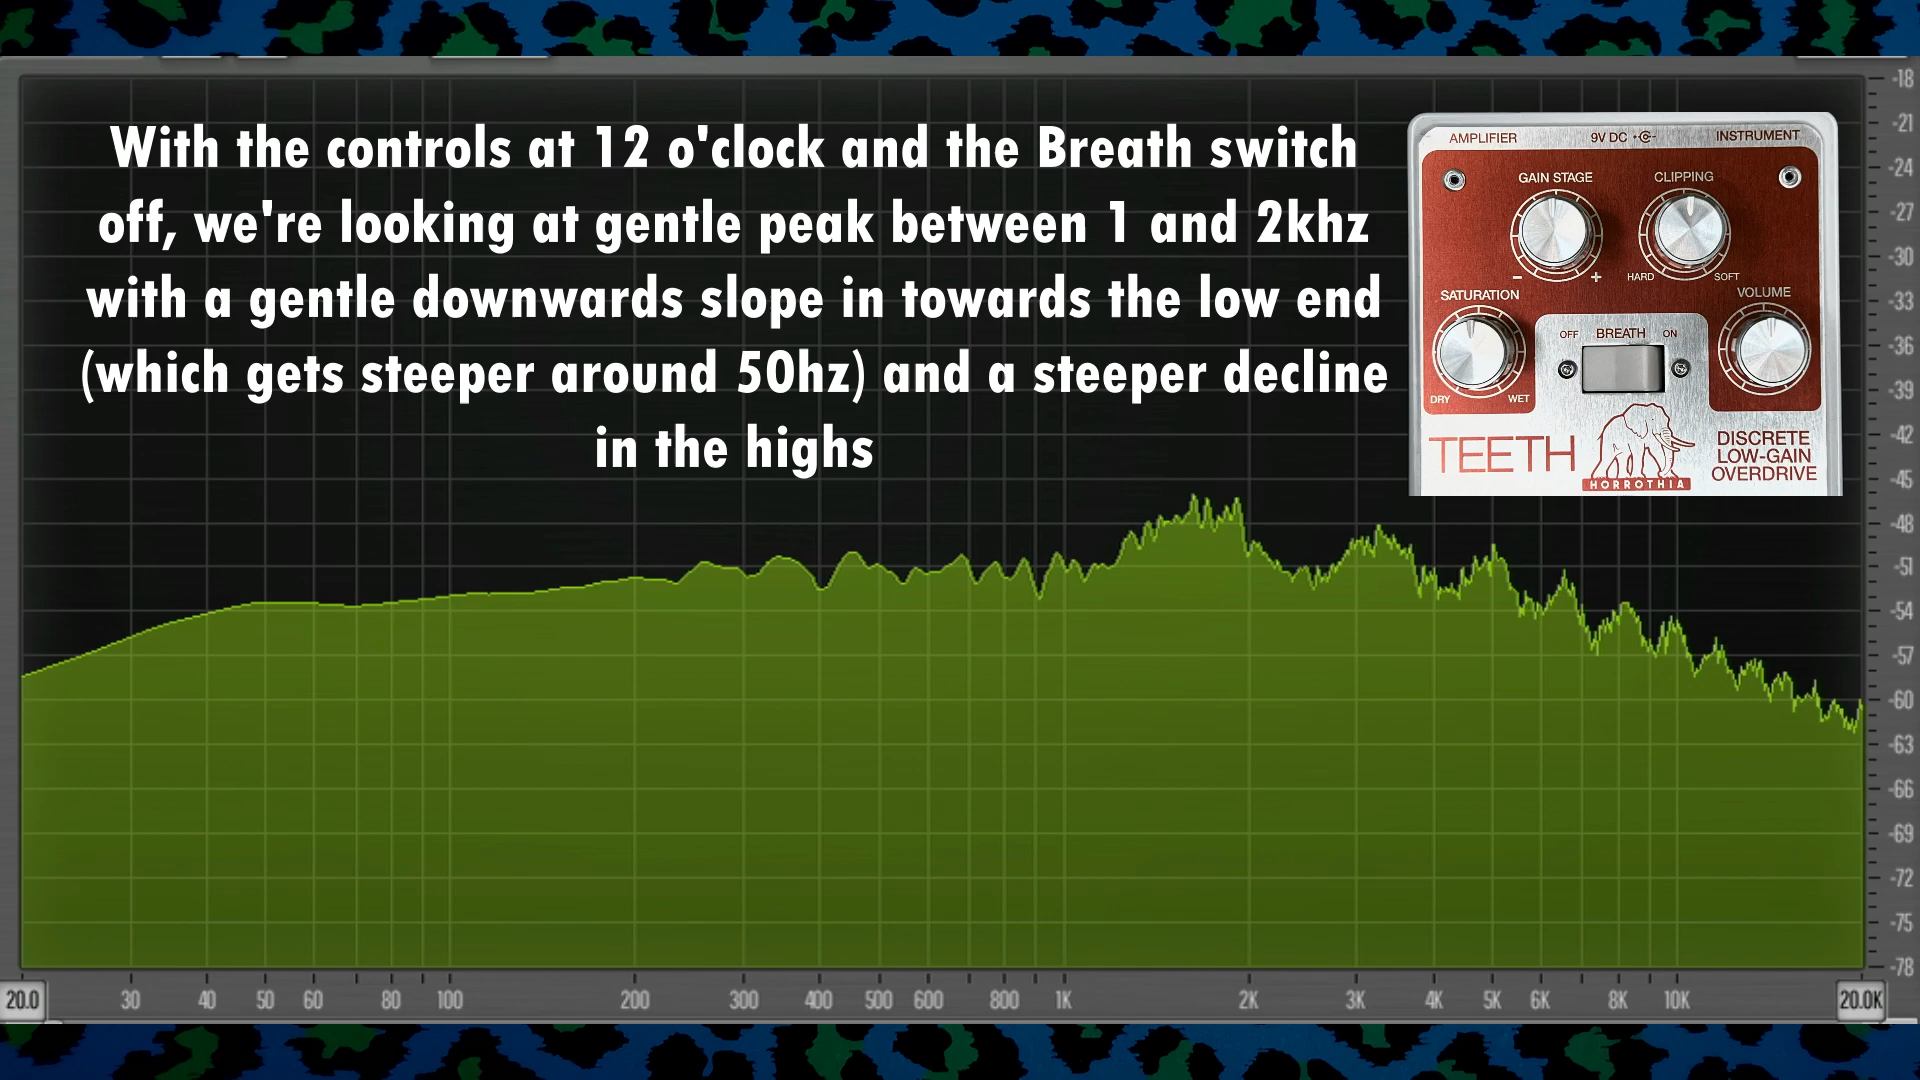 With the controls at 12 o'clock and the Breath switch
off, we're looking at gentle peak between 1 and 2khz
with a gentle downwards slope in towards the low end
(which gets steeper around 50hz) and a steeper decline
in the highs
AMPLIFIER 9V DC INSTRUMENT
GAIN STAGE CLIPPING
- + HARD SOFT
SATURATION VOLUME
OFF BREATH ON
DRY WET
TEETH
HORROTHIA
DISCRETE
LOW-GAIN
OVERDRIVE
-18
-21
-24
-27
-30
-33
-36
-39
-42
-45
-48
-51
-54
-57
-60
-63
-66
-69
-72
-75
-78
20.0 30 40 50 60 80 100 200 300 400 500 600 800 1K 2K 3K 4K 5K 6K 8K 10K 20.0K